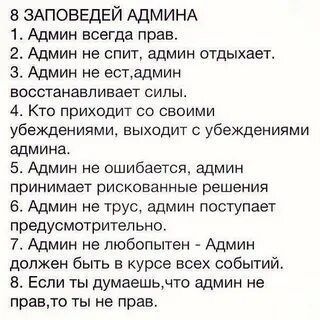 8 ЗАПОВЕДЕЙ АДМИНА
1. Админ всегда прав.
2. Админ не спит, админ отдыхает.
3. Админ не ест,админ
восстанавливает силы.
4. Кто приходит со своими
убеждениями, выходит с убеждениями
админа.
5. Админ не ошибается, админ
принимает рискованные решения
6. Админ не трус, админ поступает
предусмотрительно.
7. Админ не любопытен - Админ
должен быть в курсе всех событий.
8. Если ты думаешь,что админ не
прав,то ты не прав.